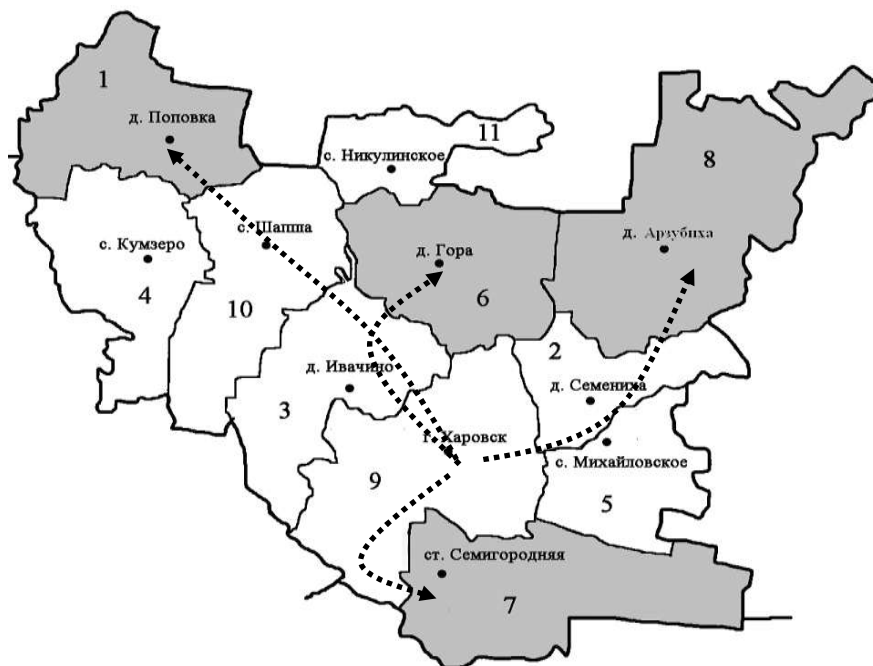 1
д. Поповка
11
с. Никулинское
8
с. Шаппа
с. Кумзеро
д. Гора
д. Арзубиха
4
10
6
2
д. Ивачино
д. Семениха
3
г. Харовск
с. Михайловское
9
5
ст. Семигородняя
7